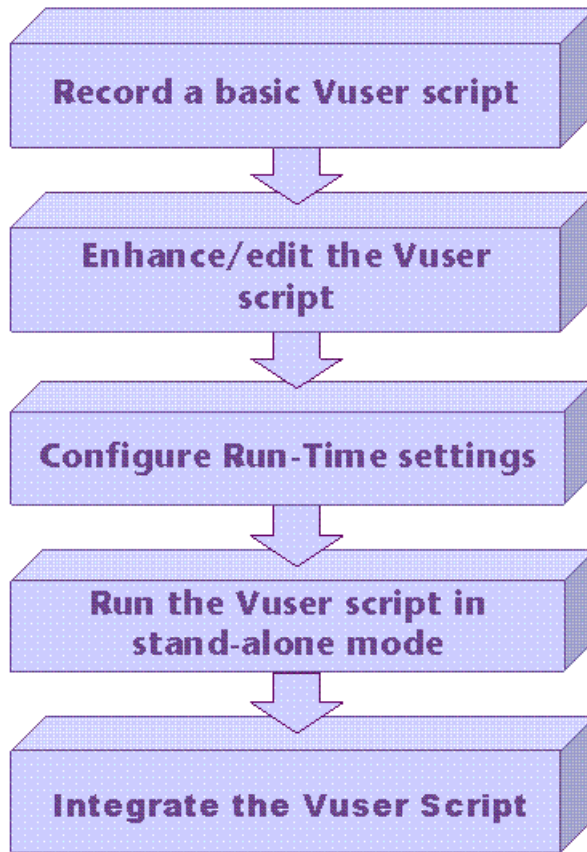 Record a basic Vuser script
Enhance/edit the Vuser
script
Configure Run-Time settings
Run the Vuser script in
stand-alone mode
Integrate the Vuser Script